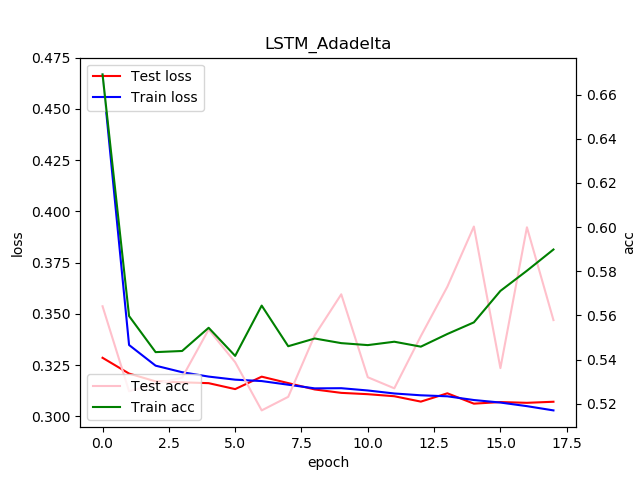 LSTM_Adadelta
Test loss
Train loss
Test acc
Train acc
loss
0.475
0.450
0.425
0.400
0.375
0.350
0.325
0.300
acc
0.66
0.64
0.62
0.60
0.58
0.56
0.54
0.52
0.0 2.5 5.0 7.5 10.0 12.5 15.0 17.5
epoch